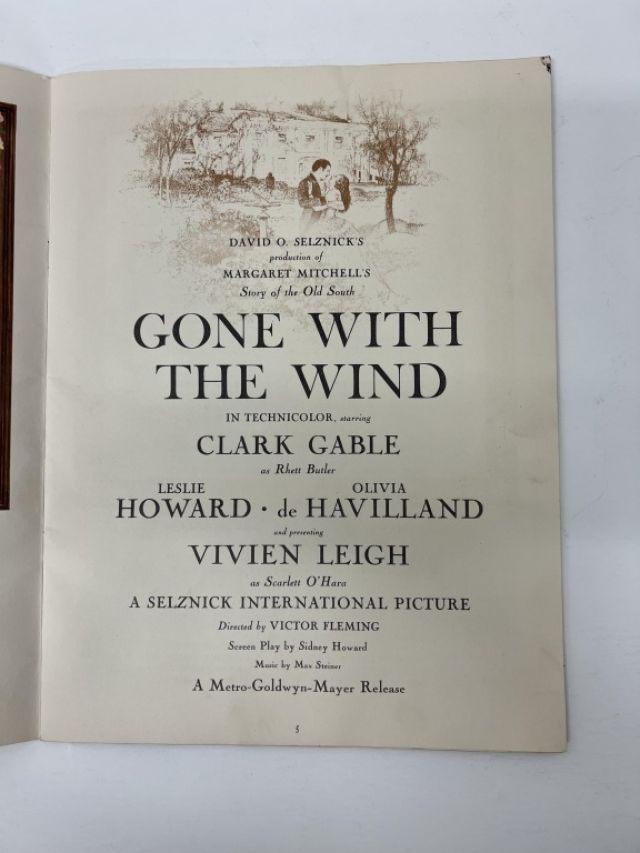 DAVID O. SELZNICK'S
production of
MARGARET MITCHELL'S
Story of the Old South
GONE WITH
THE WIND
IN TECHNICOLOR, starring
CLARK GABLE
as Rhett Butler
LESLIE OLIVIA
HOWARD · de HAVILLAND
and presenting
VIVIEN LEIGH
as Scarlett O'Hara
A SELZNICK INTERNATIONAL PICTURE
Directed by VICTOR FLEMING
Screen Play by Sidney Howard
Music by Max Steiner
A Metro-Goldwyn-Mayer Release
5